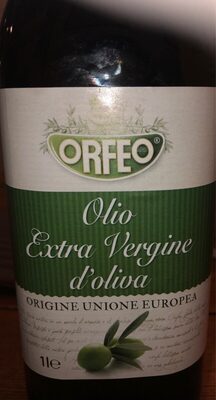 ORFEO®
Olio
Extra Vergine
d'oliva
ORIGINE UNIONE EUROPEA
1l e